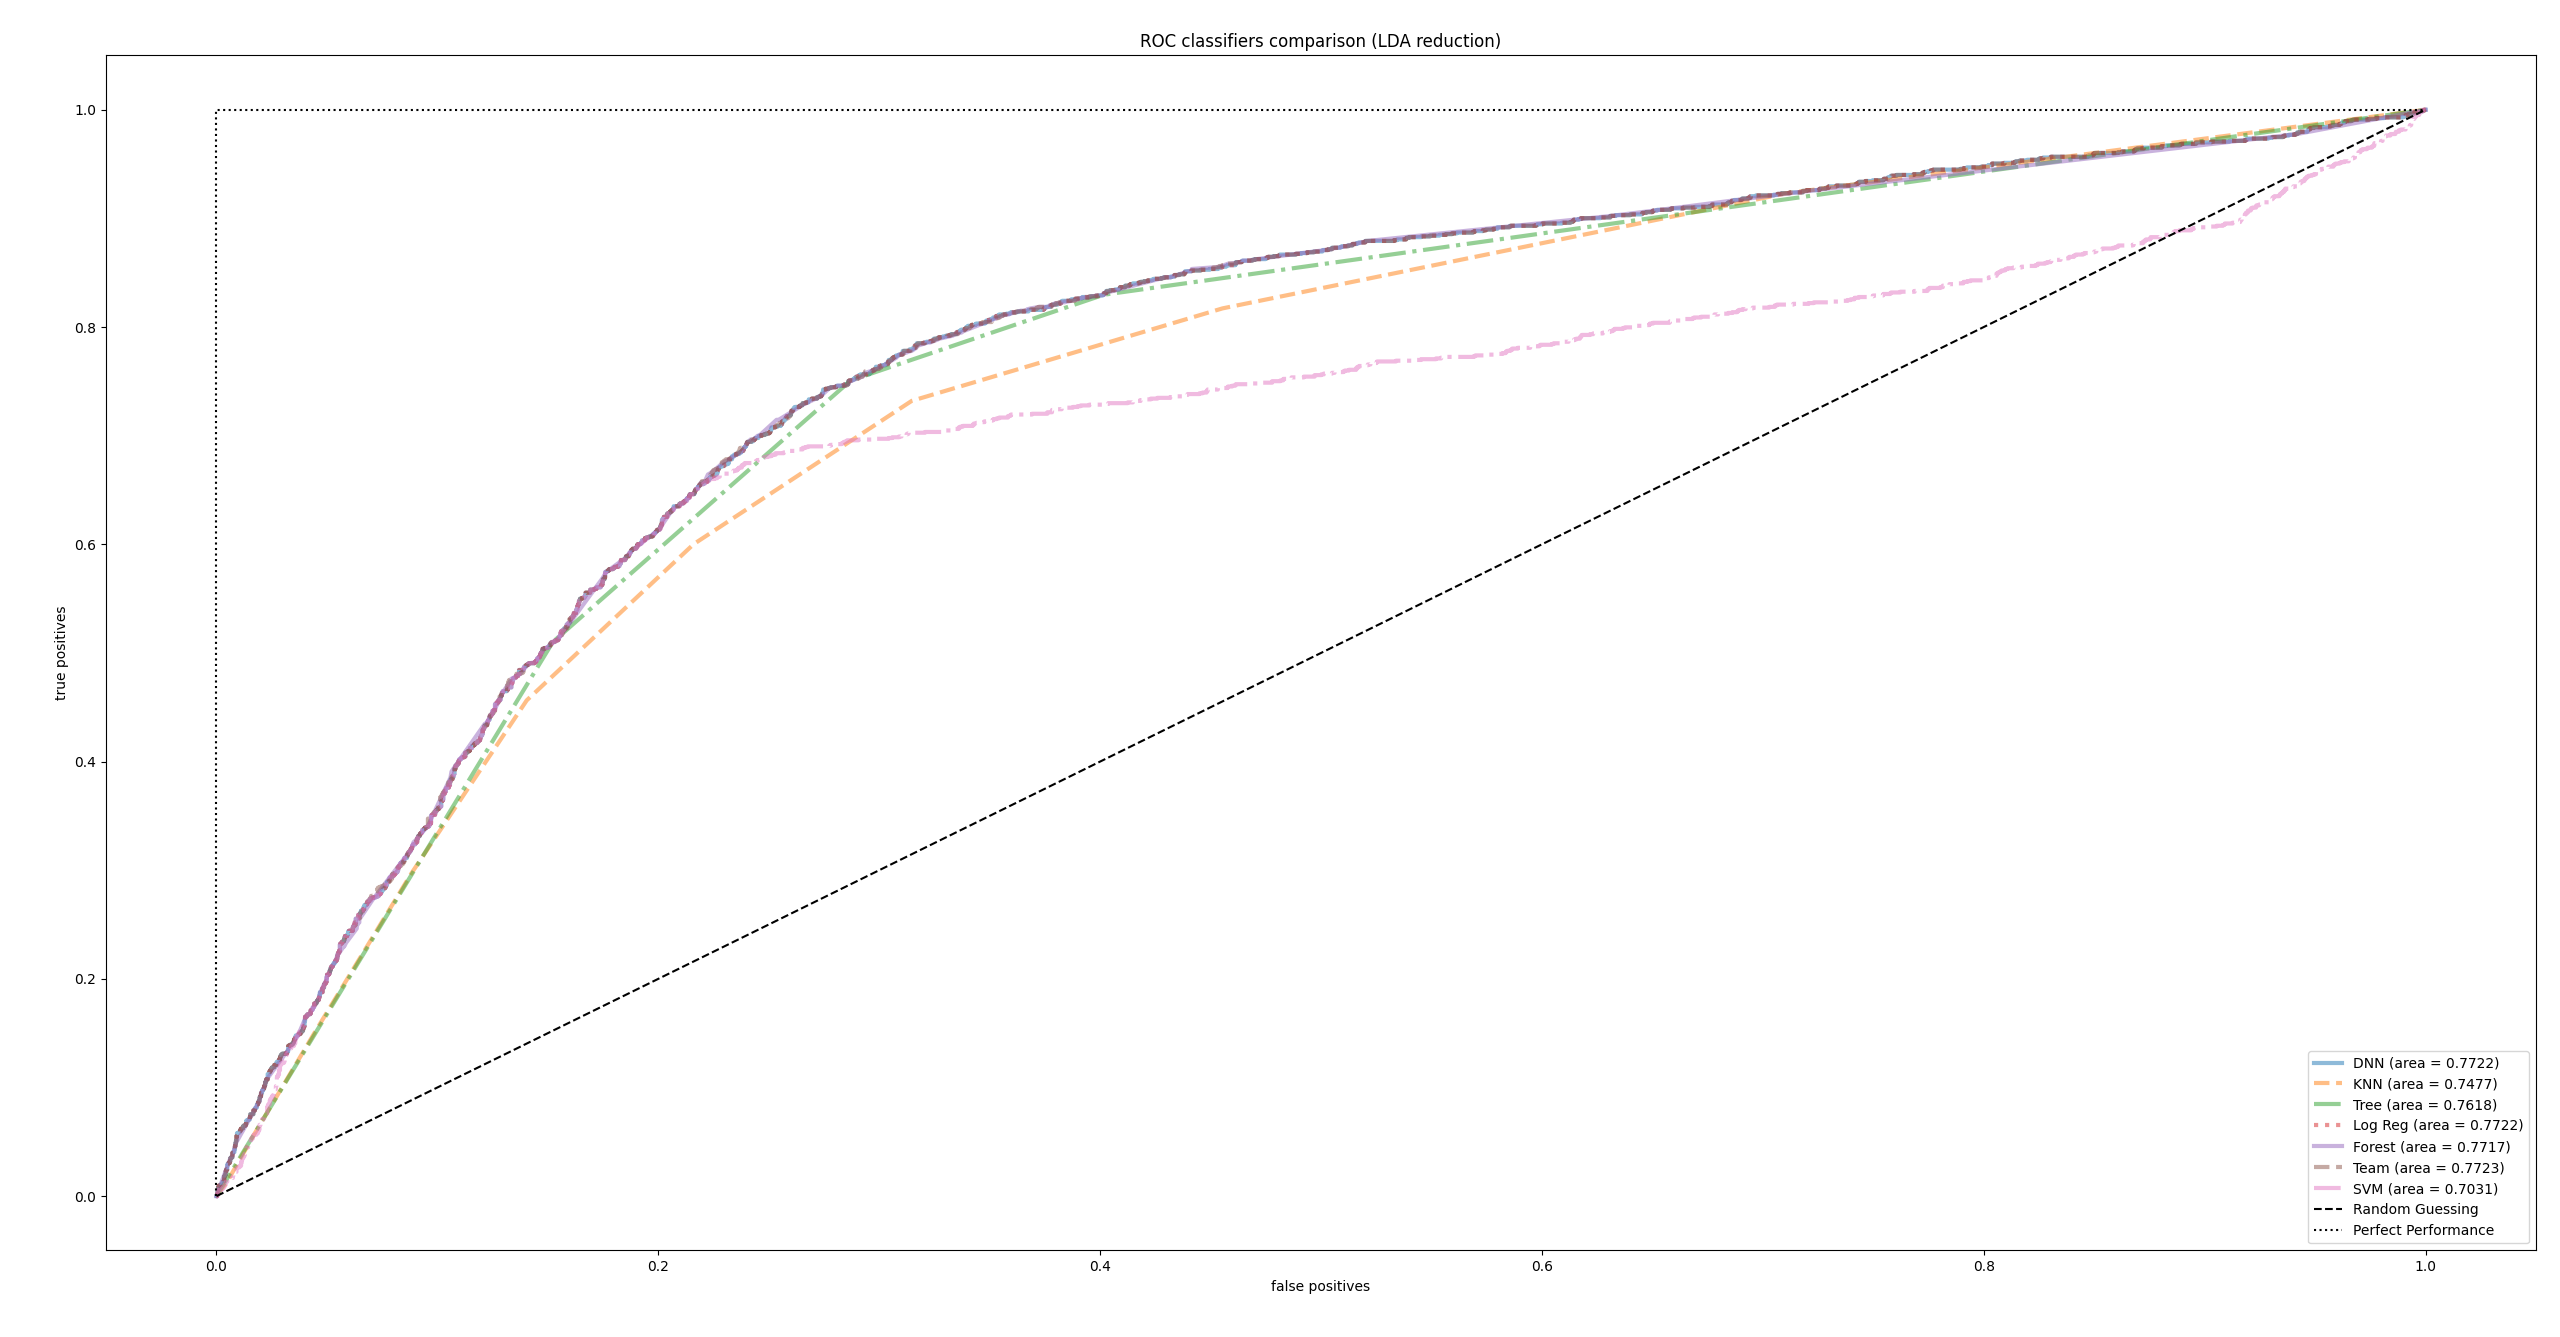 ROC classifiers comparison (LDA reduction)
1.0
0.8
0.6
0.4
0.2
0.0
true positives
0.0 0.2 0.4 0.6 0.8 1.0
false positives
DNN (area = 0.7722)
KNN (area = 0.7477)
Tree (area = 0.7618)
Log Reg (area = 0.7722)
Forest (area = 0.7717)
Team (area = 0.7723)
SVM (area = 0.7031)
Random Guessing
Perfect Performance